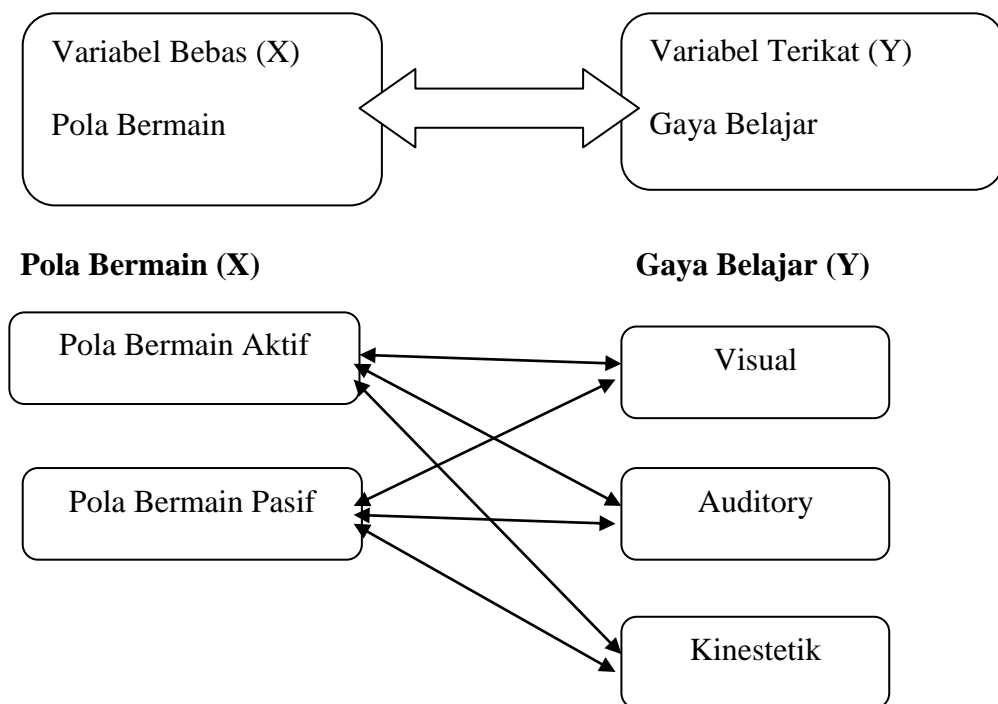 Variabel Bebas (X)
Pola Bermain
Variabel Terikat (Y)
Gaya Belajar
Pola Bermain (X)
Gaya Belajar (Y)
Pola Bermain Aktif
Visual
Pola Bermain Pasif
Auditory
Kinestetik